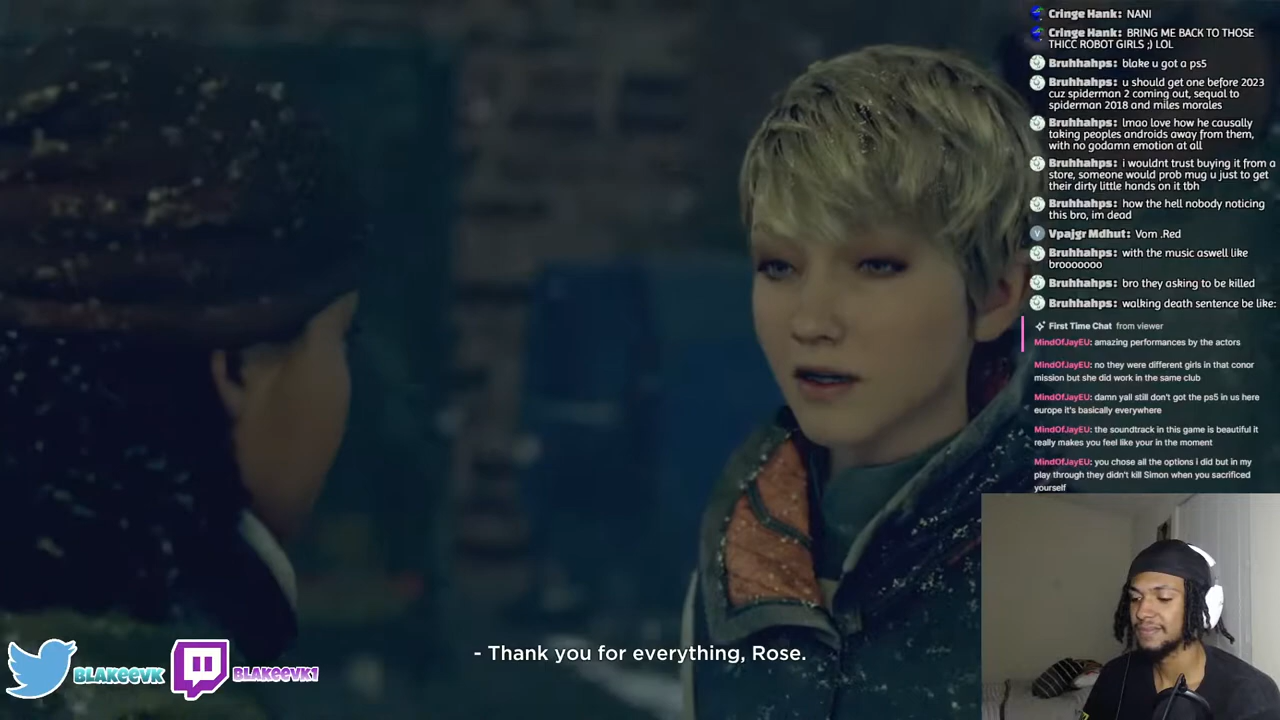 Cringe Hank: NANI
Cringe Hank: BRING ME BACK TO THOSE
THICC ROBOT GIRLS ;) LOL
Bruhhahps: blake u got a ps5
Bruhhahps: u should get one before 2023
cuz spiderman 2 coming out, sequal to
spiderman 2018 and miles morales
Bruhhahps: lmao love how he causally
taking peoples androids away from them,
with no godamn emotion at all
Bruhhahps: i wouldnt trust buying it from a
store, someone would prob mug u just to get
their dirty little hands on it tbh
Bruhhahps: how the hell nobody noticing
this bro, im dead
V Vpajgr Mdhut: Vom .Red
Bruhhahps: with the music aswell like
brooooooo
Bruhhahps: bro they asking to be killed
Bruhhahps: walking death sentence be like:
First Time Chat from viewer
MindOfJayEU: amazing performances by the actors
MindOfJayEU: no they were different girls in that conor
mission but she did work in the same club
MindOfJayEU: damn yall still don't got the ps5 in us here
europe it's basically everywhere
MindOfJayEU: the soundtrack in this game is beautiful it
really makes you feel like your in the moment
MindOfJayEU: you chose all the options i did but in my
play through they didn't kill Simon when you sacrificed
yourself
- Thank you for everything, Rose.
BLAKEEVK
BLAKEEVK1